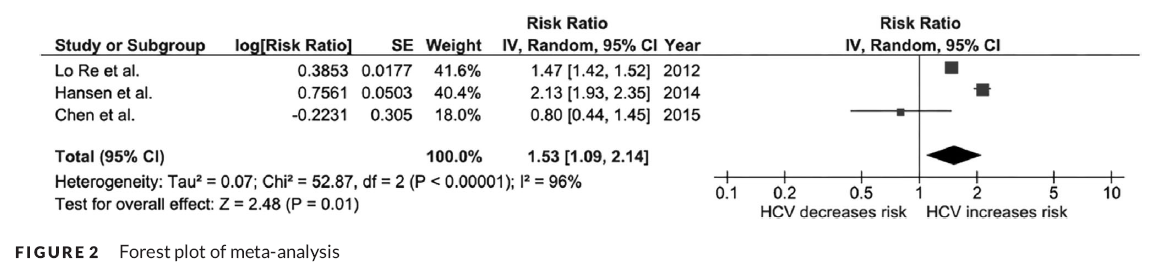 Risk Ratio Risk Ratio
Study or Subgroup log[Risk Ratio] SE Weight IV, Random, 95% CI Year IV, Random, 95% CI
Lo Re et al. 0.3853 0.0177 41.6% 1.47 [1.42, 1.52] 2012
Hansen et al. 0.7561 0.0503 40.4% 2.13 [1.93, 2.35] 2014
Chen et al. -0.2231 0.305 18.0% 0.80 [0.44, 1.45] 2015
Total (95% CI) 100.0% 1.53 [1.09, 2.14]
Heterogeneity: Tau² = 0.07; Chi² = 52.87, df = 2 (P < 0.00001); I² = 96%
Test for overall effect: Z = 2.48 (P = 0.01)
0.1 0.2 0.5 1 2 5 10
HCV decreases risk HCV increases risk
FIGURE 2 Forest plot of meta-analysis